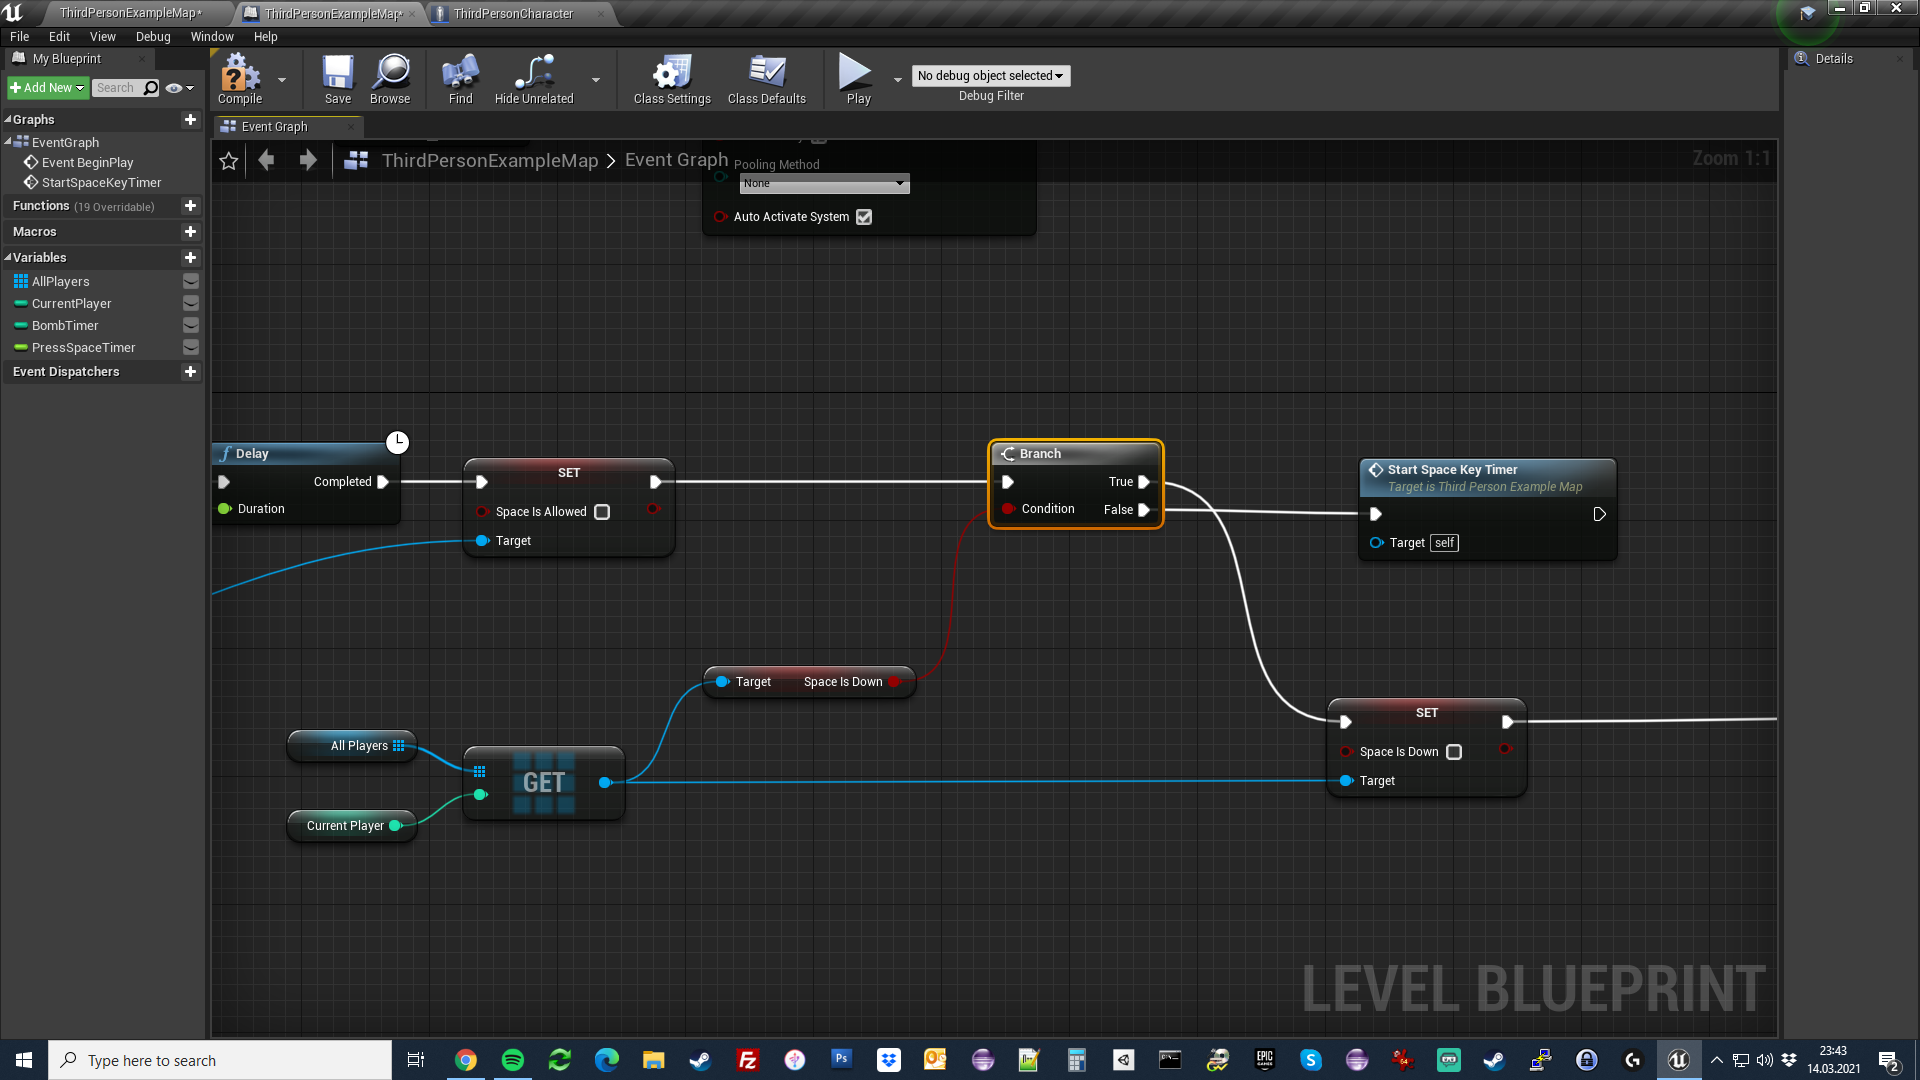 ThirdPersonExampleMap*
ThirdPersonExampleMap*
ThirdPersonCharacter
File Edit View Debug Window Help
My Blueprint
Add New
Search
Graphs
EventGraph
Event BeginPlay
StartSpaceKeyTimer
Functions (19 Overridable)
Macros
Variables
AllPlayers
CurrentPlayer
BombTimer
PressSpaceTimer
Event Dispatchers
Compile
Save
Browse
Find
Hide Unrelated
Class Settings
Class Defaults
Play
No debug object selected
Debug Filter
Details
Event Graph
ThirdPersonExampleMap > Event Graph
Zoom 1:1
Pooling Method
None
Auto Activate System
Delay
Completed
Duration
SET
Space Is Allowed
Target
Branch
True
Condition
False
Start Space Key Timer
Target is Third Person Example Map
Target self
Target Space Is Down
All Players
GET
Current Player
SET
Space Is Down
Target
LEVEL BLUEPRINT
Type here to search
Ps
EPIC
GAMES
64
23:43
14.03.2021
2